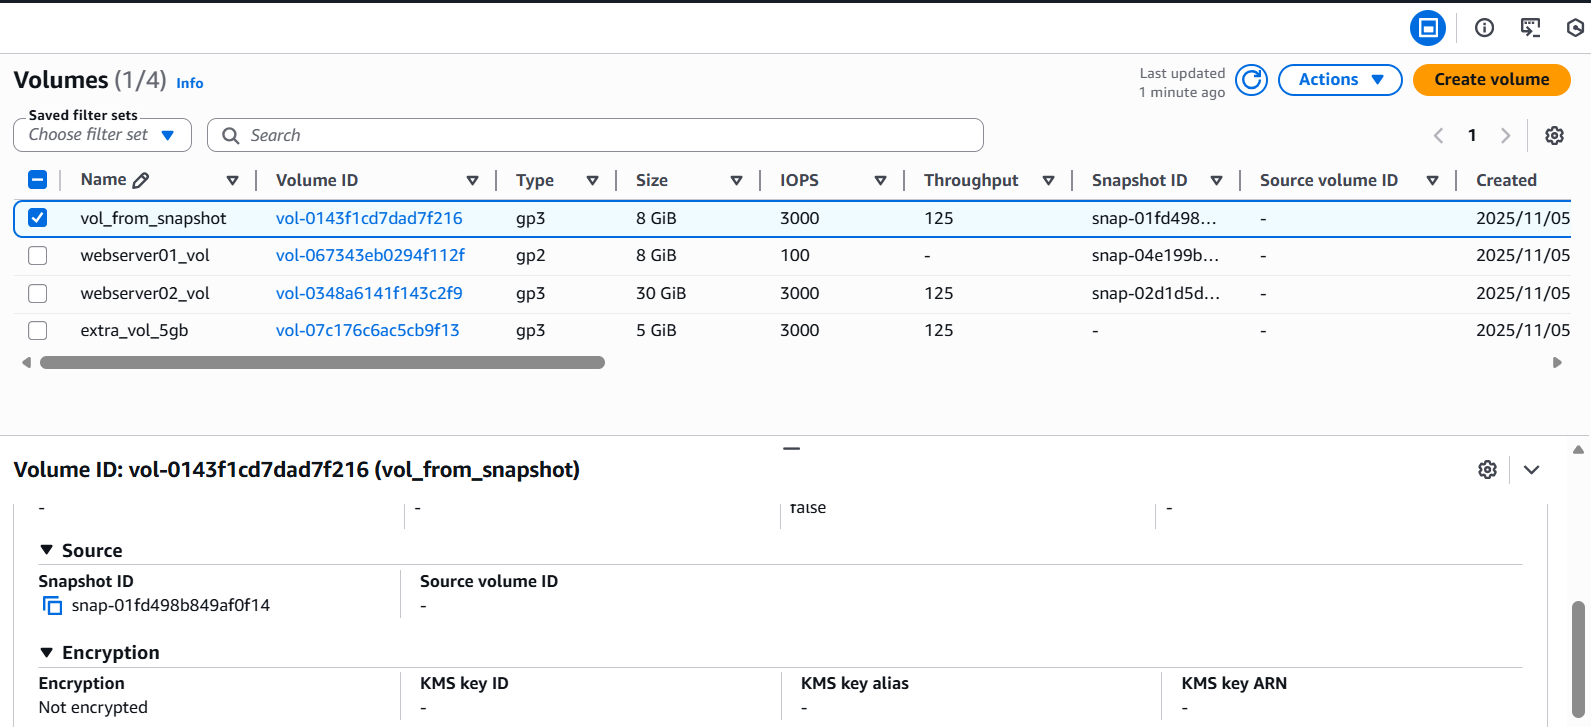 Volumes (1/4) Info
Last updated
1 minute ago
Actions
Create volume
Saved filter sets
Choose filter set
Search
1
Name Volume ID Type Size IOPS Throughput Snapshot ID Source volume ID Created
vol_from_snapshot vol-0143f1cd7dad7f216 gp3 8 GiB 3000 125 snap-01fd498... - 2025/11/05
webserver01_vol vol-067343eb0294f112f gp2 8 GiB 100 - snap-04e199b... - 2025/11/05
webserver02_vol vol-0348a6141f143c2f9 gp3 30 GiB 3000 125 snap-02d1d5d... - 2025/11/05
extra_vol_5gb vol-07c176c6ac5cb9f13 gp3 5 GiB 3000 125 - - 2025/11/05
Volume ID: vol-0143f1cd7dad7f216 (vol_from_snapshot)
- - false -
Source
Snapshot ID Source volume ID
snap-01fd498b849af0f14 -
Encryption
Encryption KMS key ID KMS key alias KMS key ARN
Not encrypted - - -